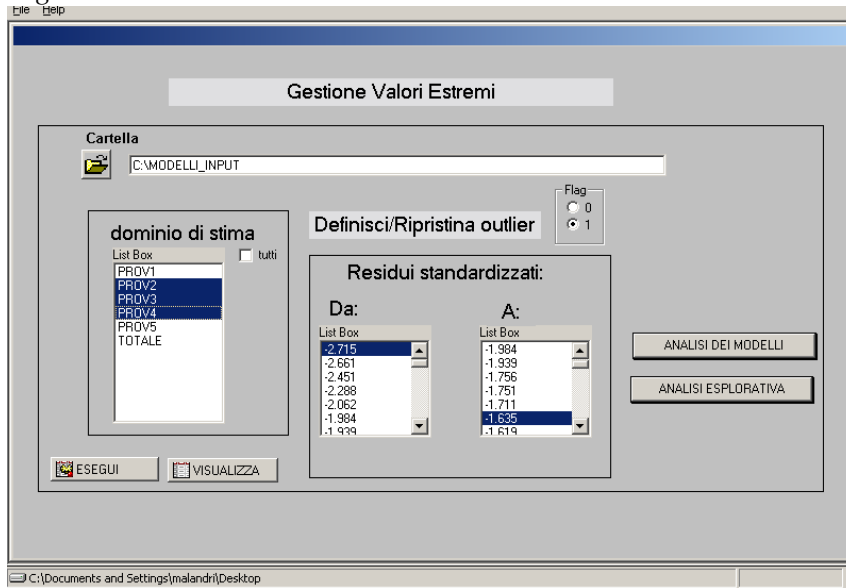 File Help
Gestione Valori Estremi
Cartella
C:\MODELLI_INPUT
Flag
0
1
dominio di stima
List Box
tutti
PROV1
PROV2
PROV3
PROV4
PROV5
TOTALE
Definisci/Ripristina outlier
Residui standardizzati:
Da:
List Box
-2.715
-2.661
-2.451
-2.288
-2.062
-1.984
-1.939
A:
List Box
-1.984
-1.939
-1.756
-1.751
-1.711
-1.635
-1.619
ANALISI DEI MODELLI
ANALISI ESPLORATIVA
ESEGUI
VISUALIZZA
C:\Documents and Settings\malandri\Desktop